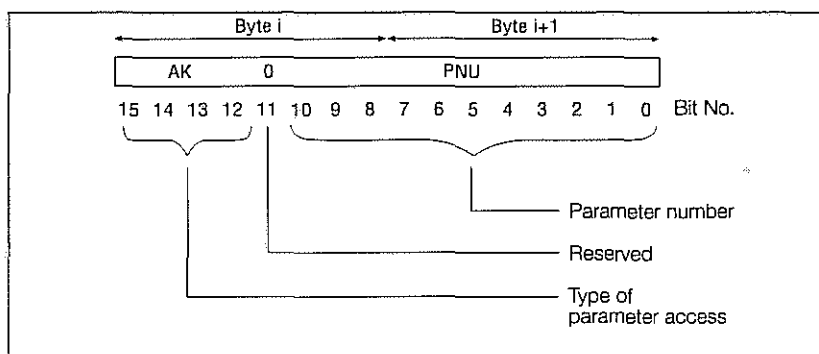 Byte i Byte i+1
AK 0 PNU
15 14 13 12 11 10 9 8 7 6 5 4 3 2 1 0 Bit No.
Parameter number
Reserved
Type of
parameter access